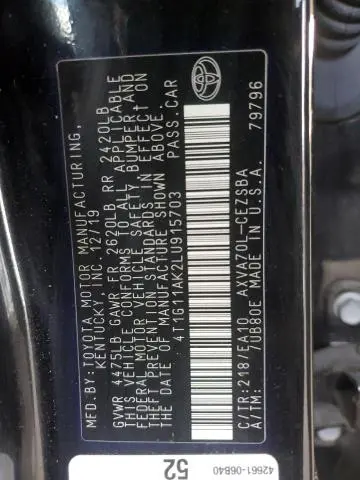 MFD.BY:TOYOTA MOTOR MANUFACTURING,
KENTUCKY, INC. 12/19
GVWR 4475LB GAWR FR 2620LB RR 2420LB
THIS VEHICLE CONFORMS TO ALL APPLICABLE
FEDERAL MOTOR VEHICLE SAFETY, BUMPER AND
THEFT PREVENTION STANDARDS IN EFFECT ON
THE DATE OF MANUFACTURE SHOWN ABOVE.
4T1G11AK2LU915703 PASS.CAR
C/TR:218/EA10 AXVA70L-CEZSBA
A/TM: 7UB80E MADE IN U.S.A. 79796
42661-06B40
52